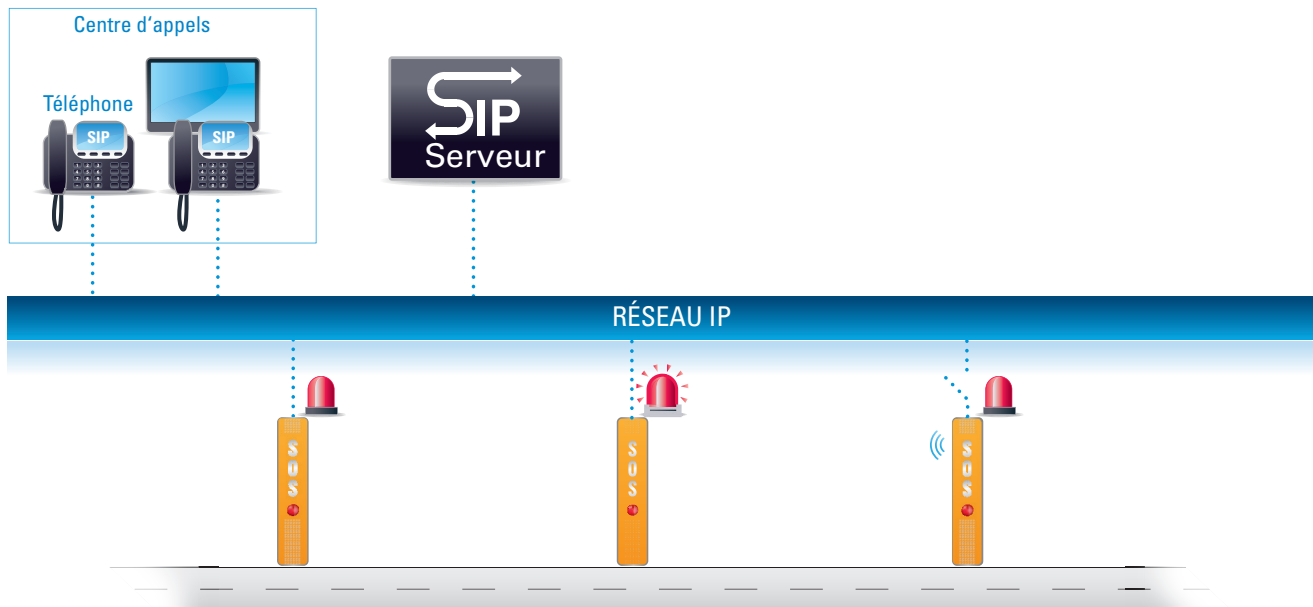 Centre d‘appels
Téléphone
SIP
SIP
SIP
Serveur
RÉSEAU IP
SOS
SOS
SOS